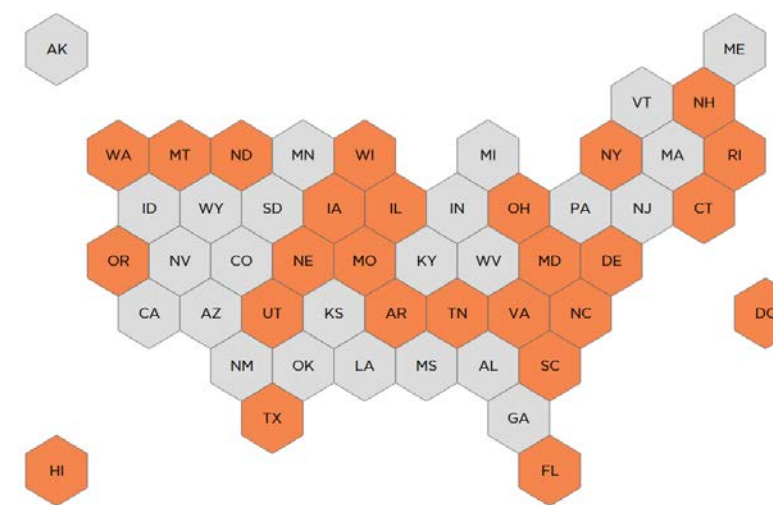 AK ME
VT NH
WA MT ND MN WI MI NY MA RI
ID WY SD IA IL IN OH PA NJ CT
OR NV CO NE MO KY WV MD DE
CA AZ UT KS AR TN VA NC DC
NM OK LA MS AL SC
TX GA
HI FL